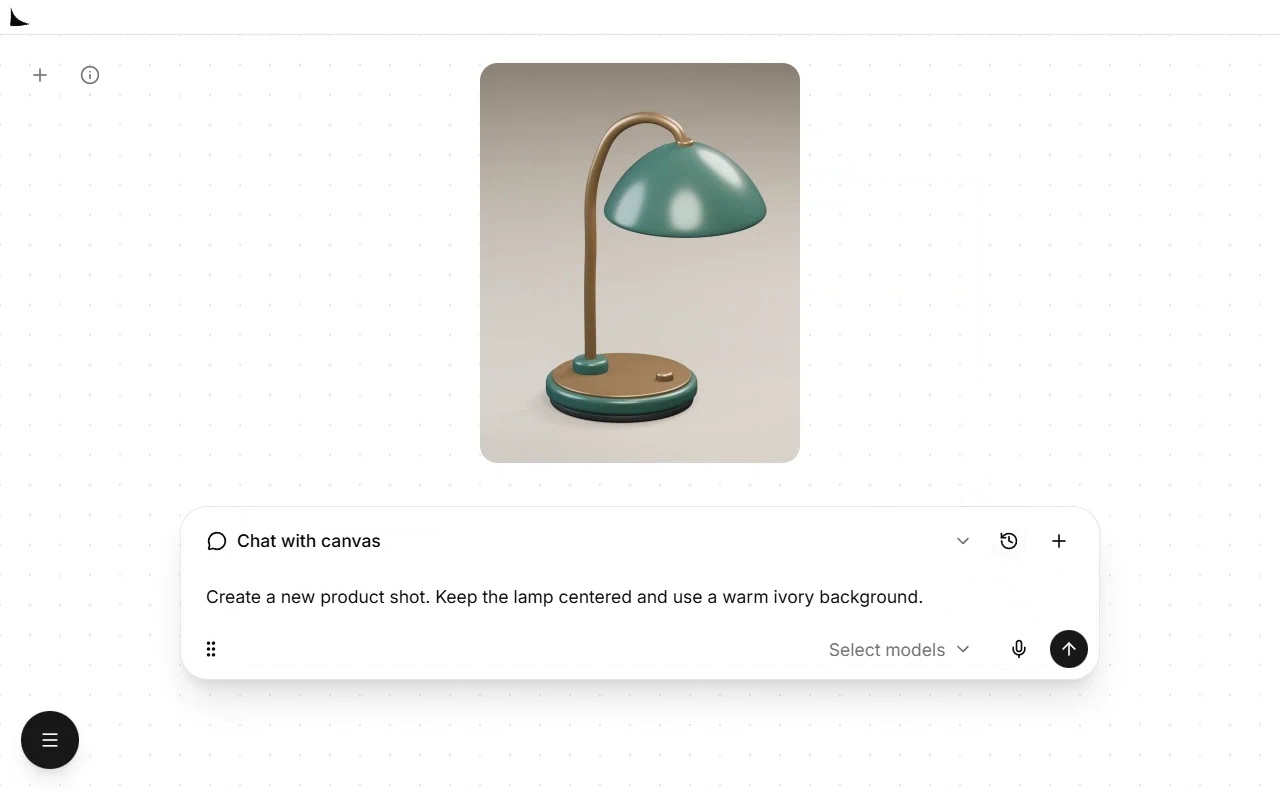 Chat with canvas
Create a new product shot. Keep the lamp centered and use a warm ivory background.
Select models